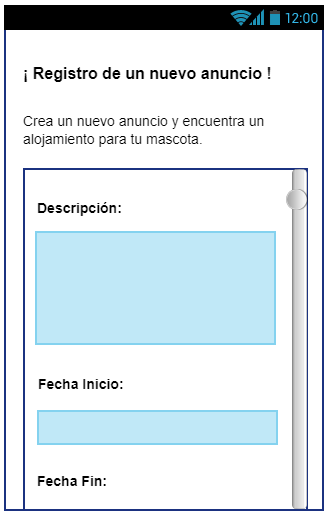 12:00
¡ Registro de un nuevo anuncio !
Crea un nuevo anuncio y encuentra un
alojamiento para tu mascota.
Descripción:
Fecha Inicio:
Fecha Fin: